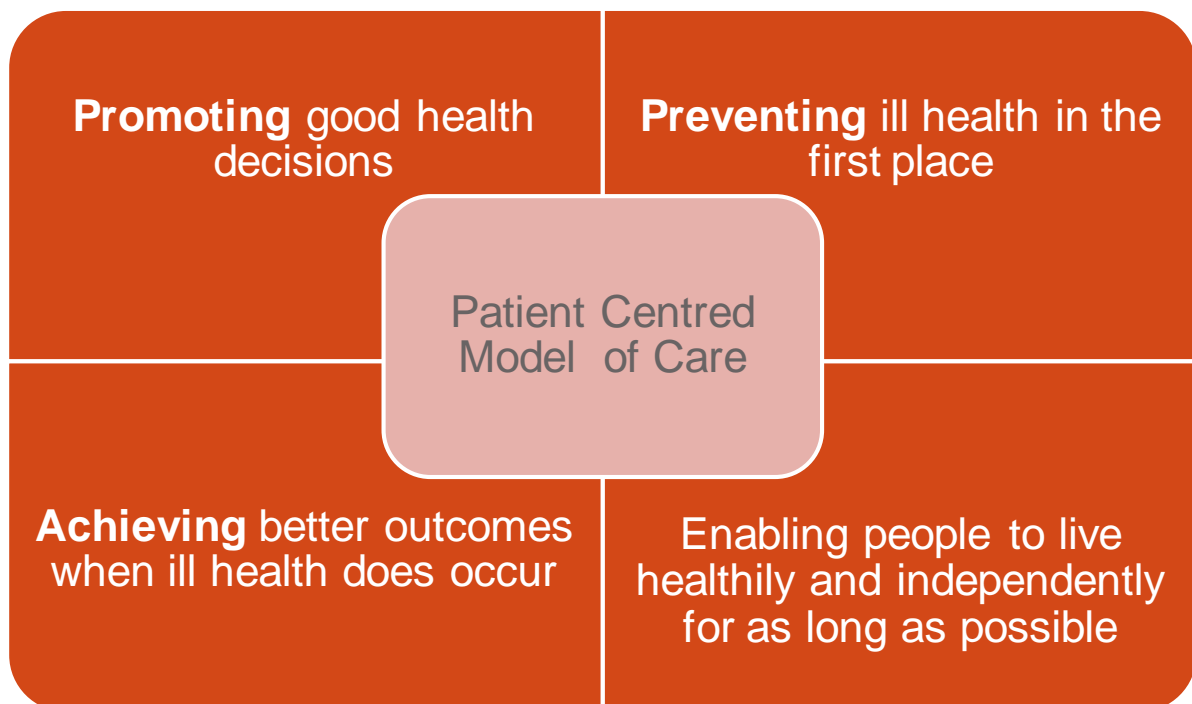 Promoting good health
decisions
Preventing ill health in the
first place
Patient Centred
Model of Care
Achieving better outcomes
when ill health does occur
Enabling people to live
healthily and independently
for as long as possible